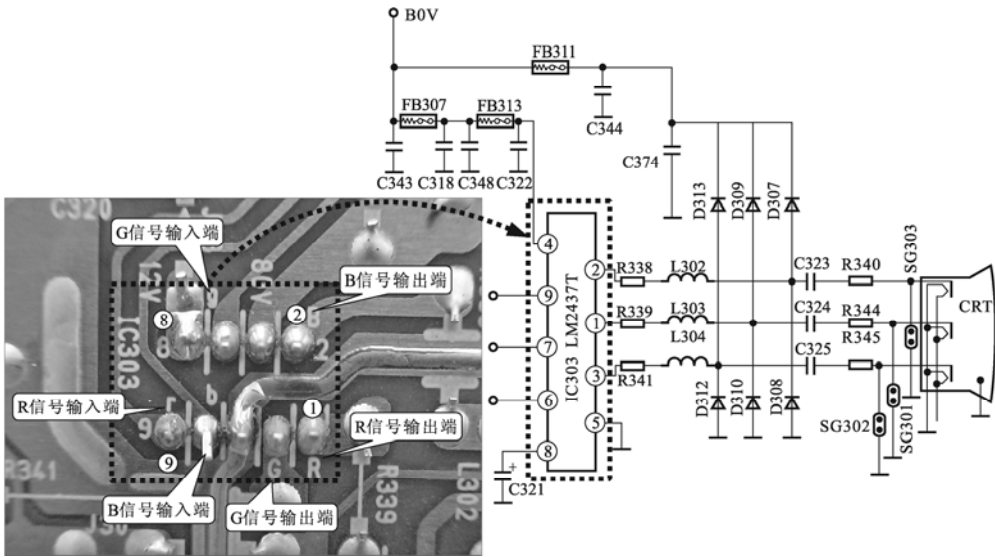 B0V
FB311
FB307
FB313
C344
C374
C343
C318
C348
C322
D313
D309
D307
4
2
R338
L302
C323
R340
SG303
CRT
9
LM2437T
1
R339
L303
C324
R344
7
L304
R345
IC303
3
R341
C325
6
D312
D310
D308
SG301
5
SG302
8
+
C321
C320
G信号输入端
12V
B信号输出端
8
2
IC303
8
2
R信号输入端
1
9
R信号输出端
9
G
R
R341
R339
L302
B信号输入端
G信号输出端